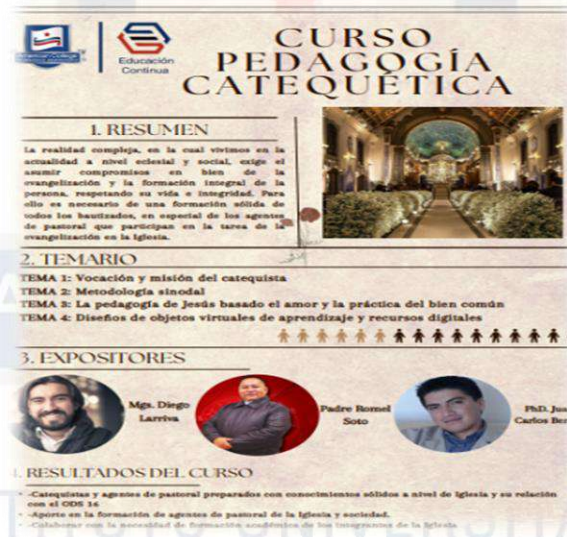 American College
Educación
Continua
CURSO
PEDAGOGÍA
CATEQUÉTICA
1. RESUMEN
La realidad compleja, en la cual vivimos en la
actualidad a nivel eclesial y social, exige el
asumir compromisos en bien de la
evangelización y la formación integral de la
persona, respetando su vida e integridad. Para
ello es necesario de una formación sólida de
todos los bautizados, en especial de los agentes
de pastoral que participan en la tarea de la
evangelización en la Iglesia.
2. TEMARIO
TEMA 1: Vocación y misión del catequista
TEMA 2: Metodología sinodal
TEMA 3: La pedagogía de Jesús basado el amor y la práctica del bien común
TEMA 4: Diseños de objetos virtuales de aprendizaje y recursos digitales
3. EXPOSITORES
Mgs. Diego
Larriva
Padre Romel
Soto
PhD. Jua
Carlos Ber
4. RESULTADOS DEL CURSO
-Catequistas y agentes de pastoral preparados con conocimientos sólidos a nivel de Iglesia y su relación
con el ODS 16
-Aporte en la formación de agentes de pastoral de la Iglesia y sociedad.
-Colaborar con la necesidad de formación académica de los integrantes de la Iglesia